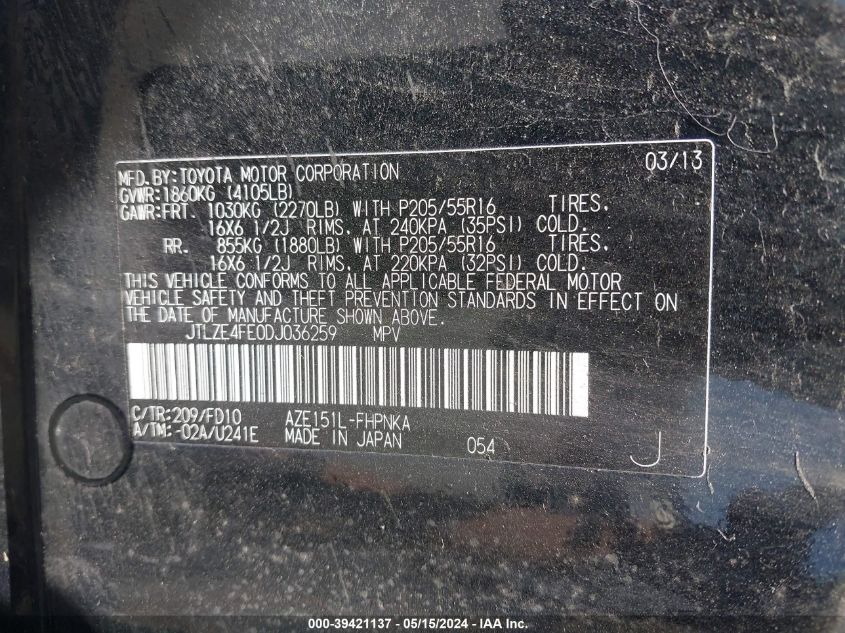 03/13
MFD.BY:TOYOTA MOTOR CORPORATION
GVWR:1860KG (4105LB)
GAWR:FRT. 1030KG (2270LB) WITH P205/55R16 TIRES.
16X6 1/2J RIMS. AT 240KPA (35PSI) COLD.
RR. 855KG (1880LB) WITH P205/55R16 TIRES.
16X6 1/2J RIMS. AT 220KPA (32PSI) COLD.
THIS VEHICLE CONFORMS TO ALL APPLICABLE FEDERAL MOTOR
VEHICLE SAFETY AND THEFT PREVENTION STANDARDS IN EFFECT ON
THE DATE OF MANUFACTURE SHOWN ABOVE.
JTLZE4FE0DJ036259 MPV
C/TR:209/FD10 AZE151L-FHPNKA
A/TM:-02A/U241E MADE IN JAPAN 054 J
000-39421137 - 05/15/2024 - IAA Inc.